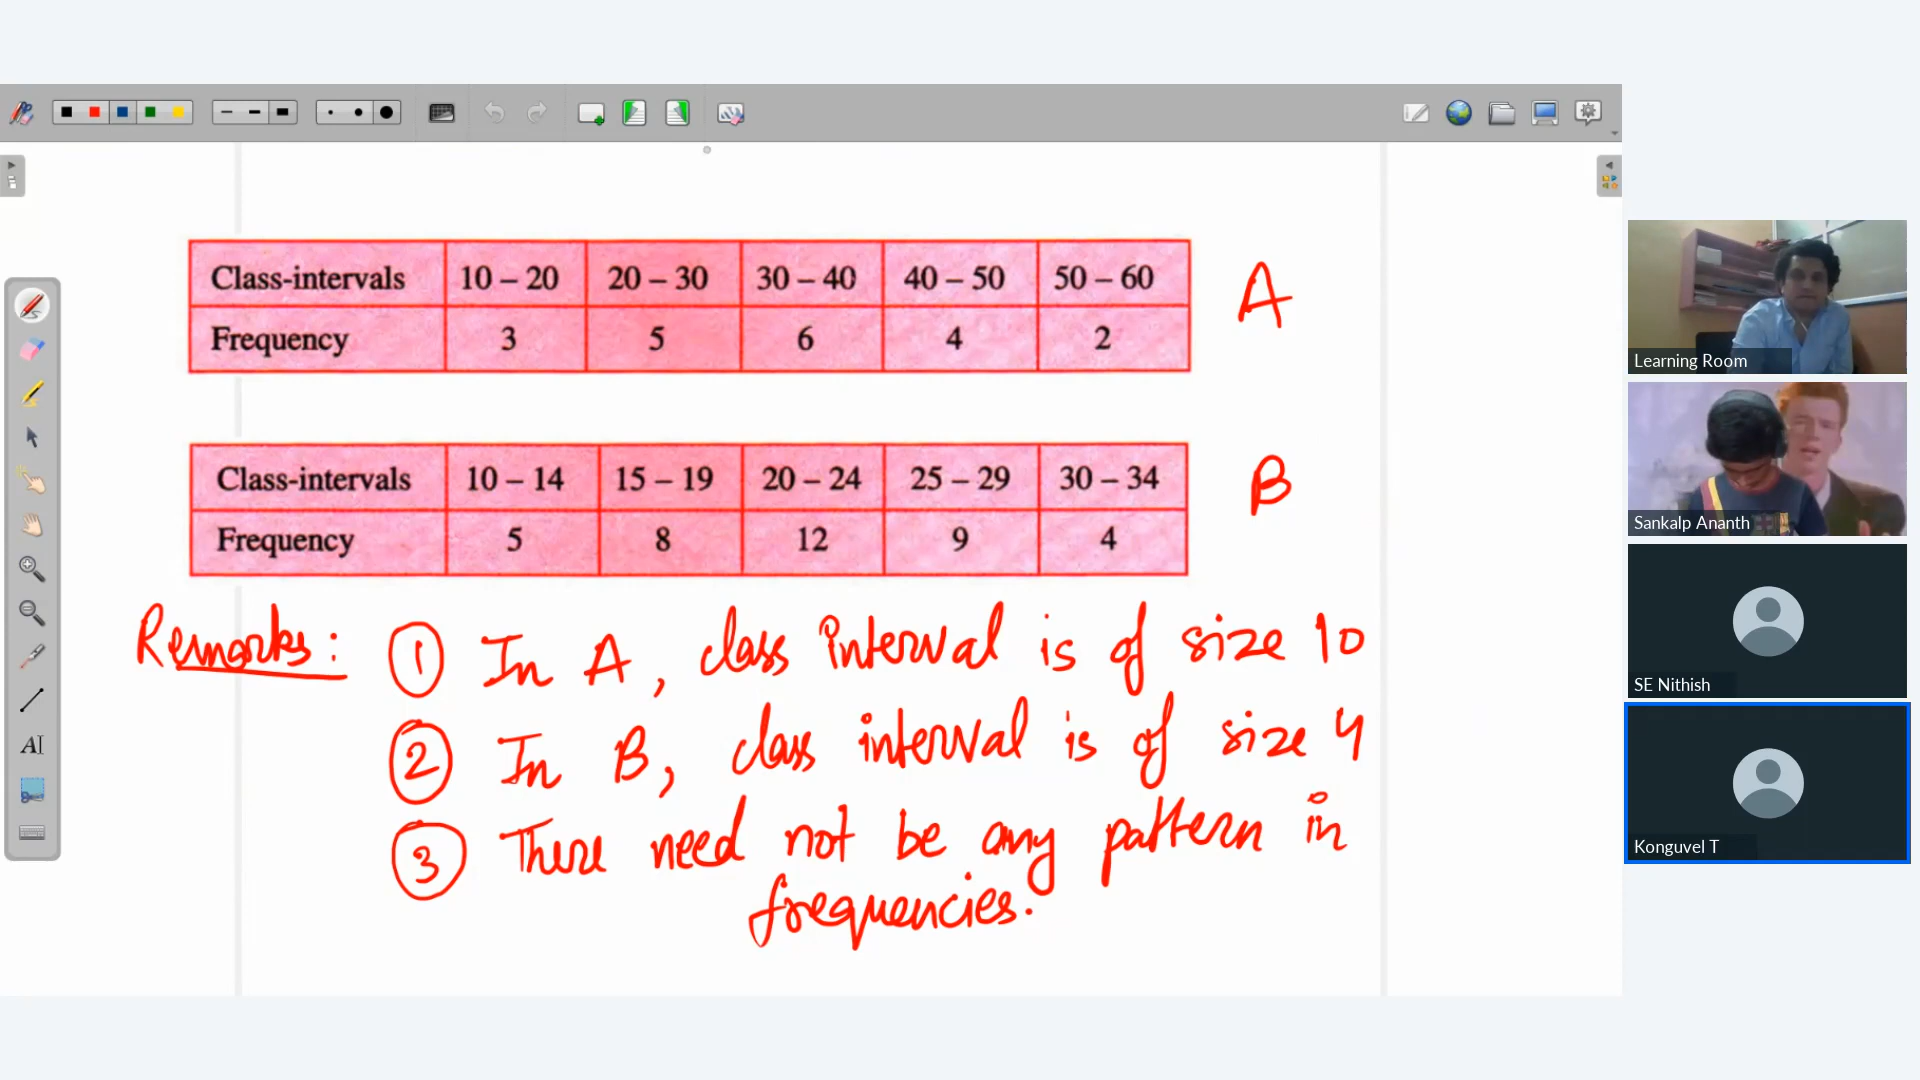 Class-intervals 10 – 20 20 – 30 30 – 40 40 – 50 50 – 60
Frequency 3 5 6 4 2
A
Class-intervals 10 – 14 15 – 19 20 – 24 25 – 29 30 – 34
Frequency 5 8 12 9 4
B
Remarks: ① In A, class interval is of size 10
② In B, class interval is of size 4
③ There need not be any pattern in
frequencies.
AI
Learning Room
Sankalp Ananth
SE Nithish
Konguvel T